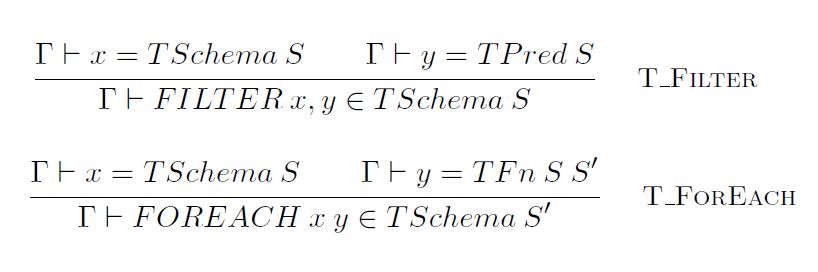 Γ ⊢ x = TSchema S Γ ⊢ y = TPred S
Γ ⊢ FILTER x, y ∈ TSchema S
T_FILTER
Γ ⊢ x = TSchema S Γ ⊢ y = TFn S S′
Γ ⊢ FOREACH x y ∈ TSchema S′
T_FOREACH